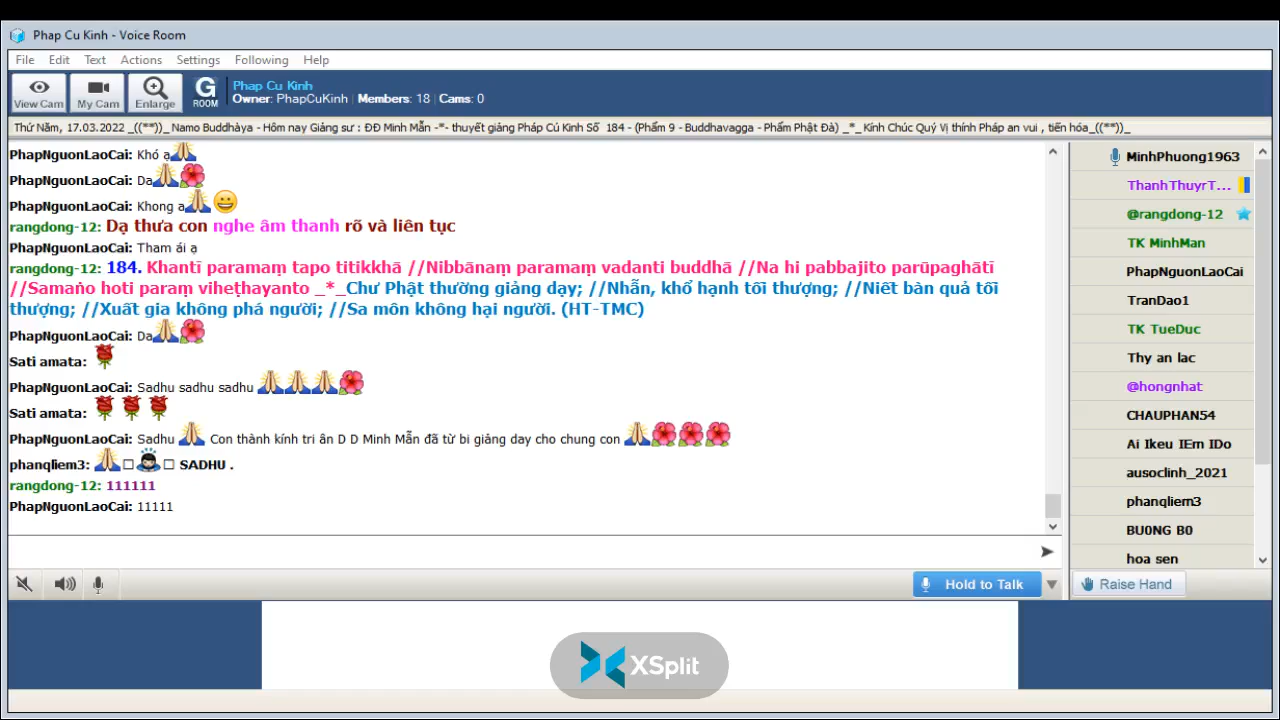 Phap Cu Kinh - Voice Room
File Edit Text Actions Settings Following Help
View Cam My Cam Enlarge G ROOM
Phap Cu Kinh
Owner: PhapCuKinh | Members: 18 | Cams: 0
Thứ Năm, 17.03.2022 _((**))_ Namo Buddhàya - Hôm nay Giảng sư : ĐĐ Minh Mẫn -*- thuyết giảng Pháp Cú Kinh Số 184 - (Phẩm 9 - Buddhavagga - Phẩm Phật Đà) _*_ Kính Chúc Quý Vị thính Pháp an vui , tiến hóa_((**))_
PhapNguonLaoCai: Khó ạ
PhapNguonLaoCai: Da
PhapNguonLaoCai: Khong a
rangdong-12: Dạ thưa con nghe âm thanh rõ và liên tục
PhapNguonLaoCai: Tham ái ạ
rangdong-12: 184. Khantī paramaṃ tapo titikkhā //Nibbānaṃ paramaṃ vadanti buddhā //Na hi pabbajito parūpaghātī
//Samaṅo hoti paraṃ viheṭhayanto _*_Chư Phật thường giảng dạy; //Nhẫn, khổ hạnh tối thượng; //Niết bàn quả tối
thượng; //Xuất gia không phá người; //Sa môn không hại người. (HT-TMC)
PhapNguonLaoCai: Da
Sati amata:
PhapNguonLaoCai: Sadhu sadhu sadhu
Sati amata:
PhapNguonLaoCai: Sadhu Con thành kính tri ân D D Minh Mẫn đã từ bi giảng day cho chung con
phanqliem3: SADHU .
rangdong-12: 111111
PhapNguonLaoCai: 11111
MinhPhuong1963
ThanhThuyrT...
@rangdong-12
TK MinhMan
PhapNguonLaoCai
TranDao1
TK TueDuc
Thy an lac
@hongnhat
CHAUPHAN54
Ai Ikeu IEm IDo
ausoclinh_2021
phanqliem3
BU0NG B0
hoa sen
Hold to Talk
Raise Hand
XSplit